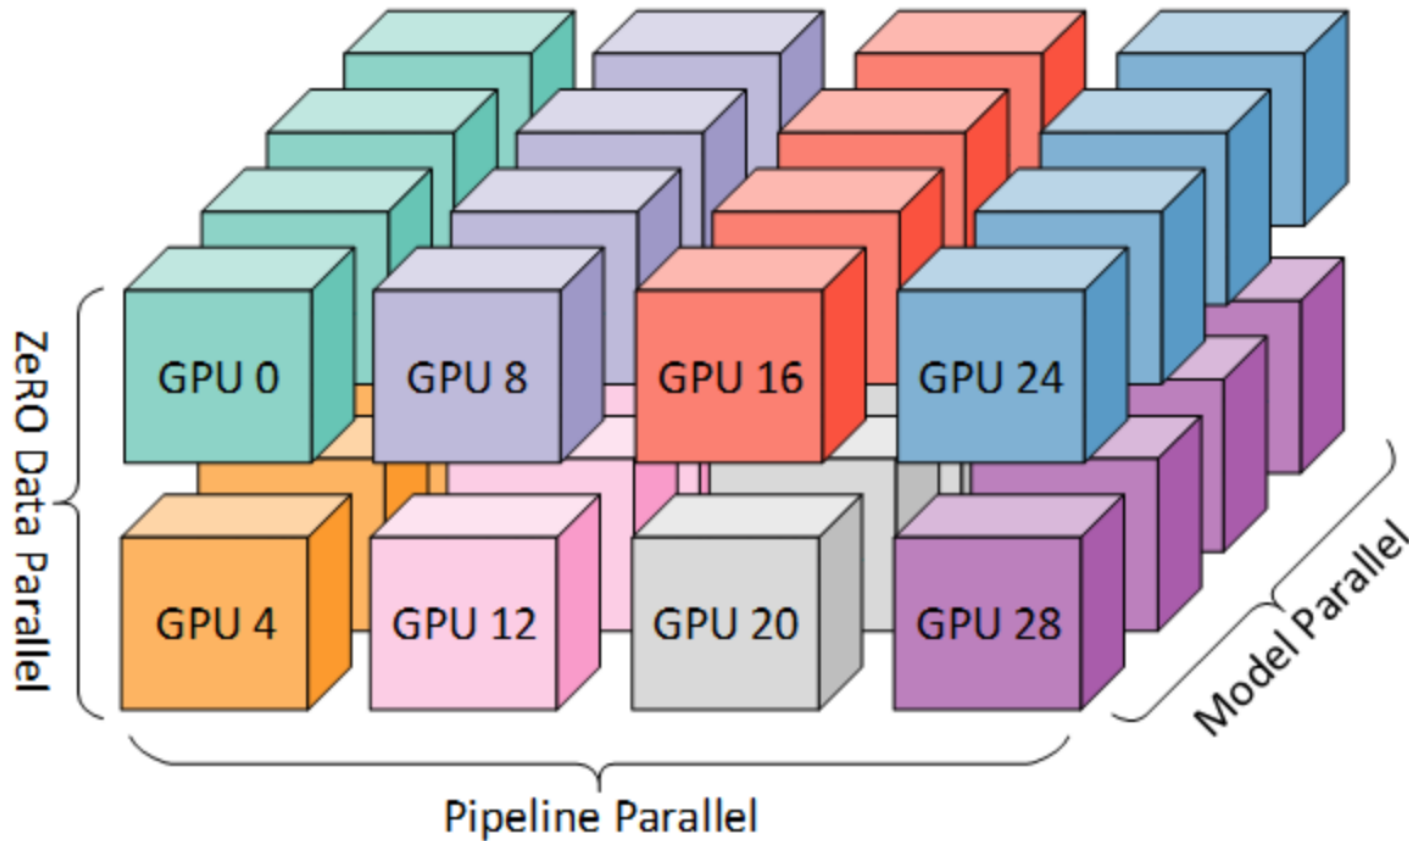 GPU 0
GPU 8
GPU 16
GPU 24
GPU 4
GPU 12
GPU 20
GPU 28
ZeRO Data Parallel
Pipeline Parallel
Model Parallel